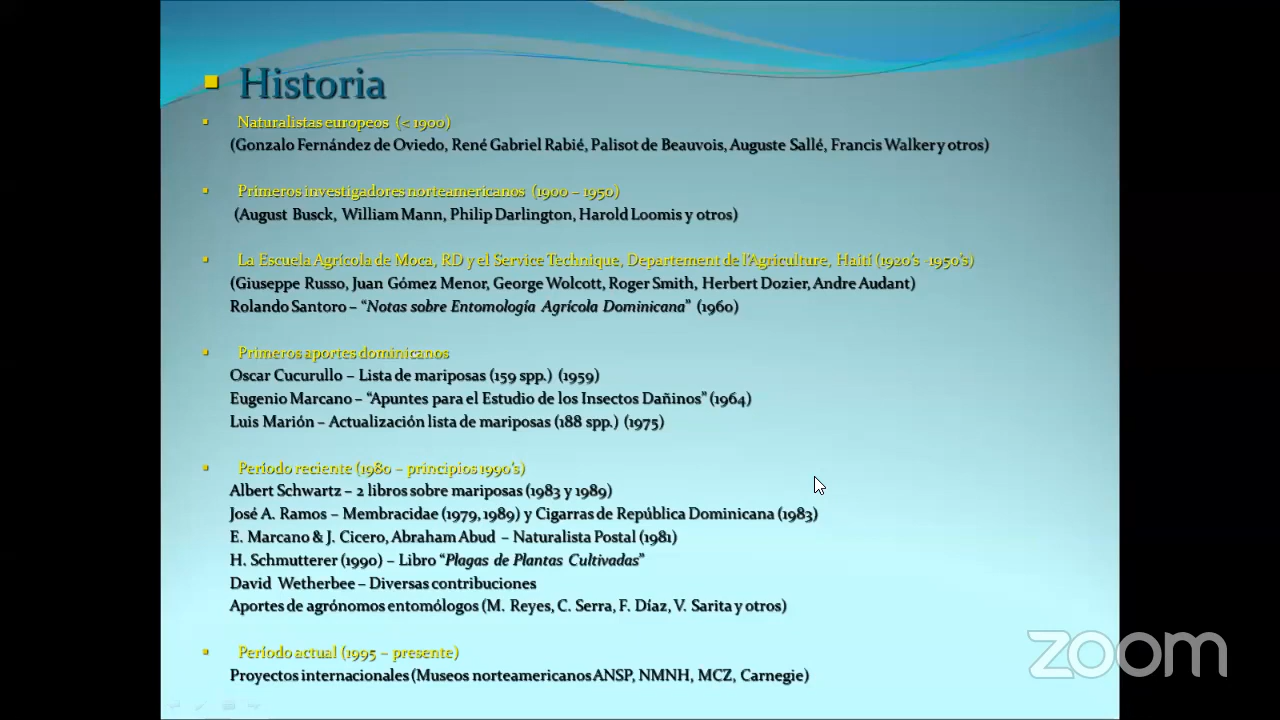 Historia
Naturalistas europeos (< 1900)
(Gonzalo Fernández de Oviedo, René Gabriel Rabié, Palisot de Beauvois, Auguste Sallé, Francis Walker y otros)
Primeros investigadores norteamericanos (1900 – 1950)
(August Busck, William Mann, Philip Darlington, Harold Loomis y otros)
La Escuela Agrícola de Moca, RD y el Service Technique, Departement de l'Agriculture, Haití (1920's -1950's)
(Giuseppe Russo, Juan Gómez Menor, George Wolcott, Roger Smith, Herbert Dozier, Andre Audant)
Rolando Santoro – "Notas sobre Entomología Agrícola Dominicana" (1960)
Primeros aportes dominicanos
Oscar Cucurullo – Lista de mariposas (159 spp.) (1959)
Eugenio Marcano – "Apuntes para el Estudio de los Insectos Dañinos" (1964)
Luis Marión – Actualización lista de mariposas (188 spp.) (1975)
Período reciente (1980 – principios 1990's)
Albert Schwartz – 2 libros sobre mariposas (1983 y 1989)
José A. Ramos – Membracidae (1979, 1989) y Cigarras de República Dominicana (1983)
E. Marcano & J. Cicero, Abraham Abud – Naturalista Postal (1981)
H. Schmutterer (1990) – Libro "Plagas de Plantas Cultivadas"
David Wetherbee – Diversas contribuciones
Aportes de agrónomos entomólogos (M. Reyes, C. Serra, F. Díaz, V. Sarita y otros)
Período actual (1995 – presente)
Proyectos internacionales (Museos norteamericanos ANSP, NMNH, MCZ, Carnegie)
zoom